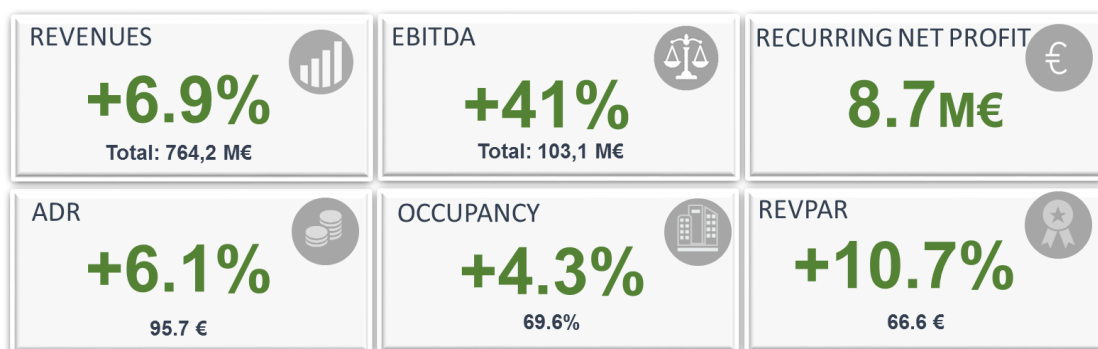 REVENUES
+6.9%
Total: 764,2 M€
EBITDA
+41%
Total: 103,1 M€
RECURRING NET PROFIT
€
8.7M€
ADR
+6.1%
95.7 €
OCCUPANCY
+4.3%
69.6%
REVPAR
+10.7%
66.6 €